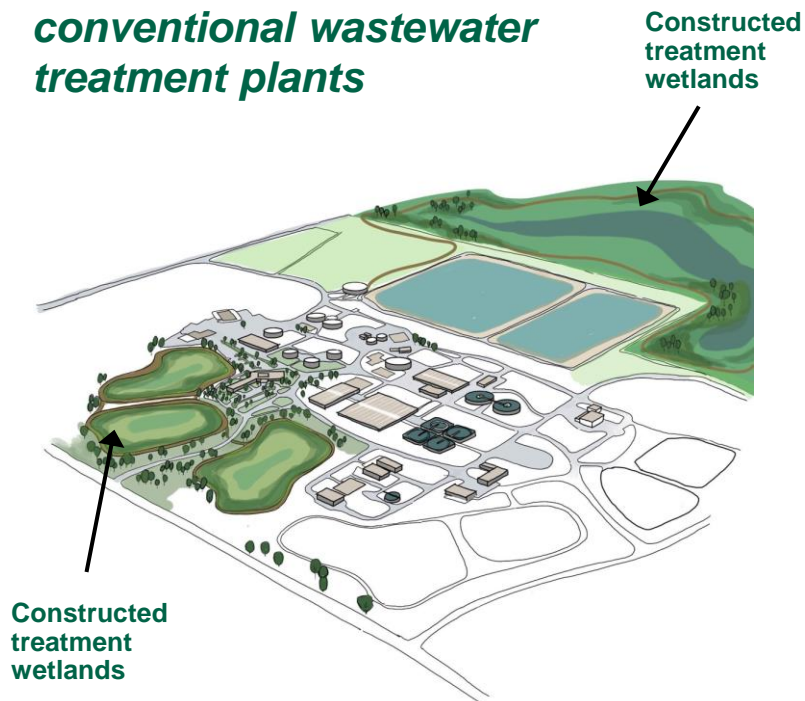 conventional wastewater
treatment plants
Constructed
treatment
wetlands
Constructed
treatment
wetlands